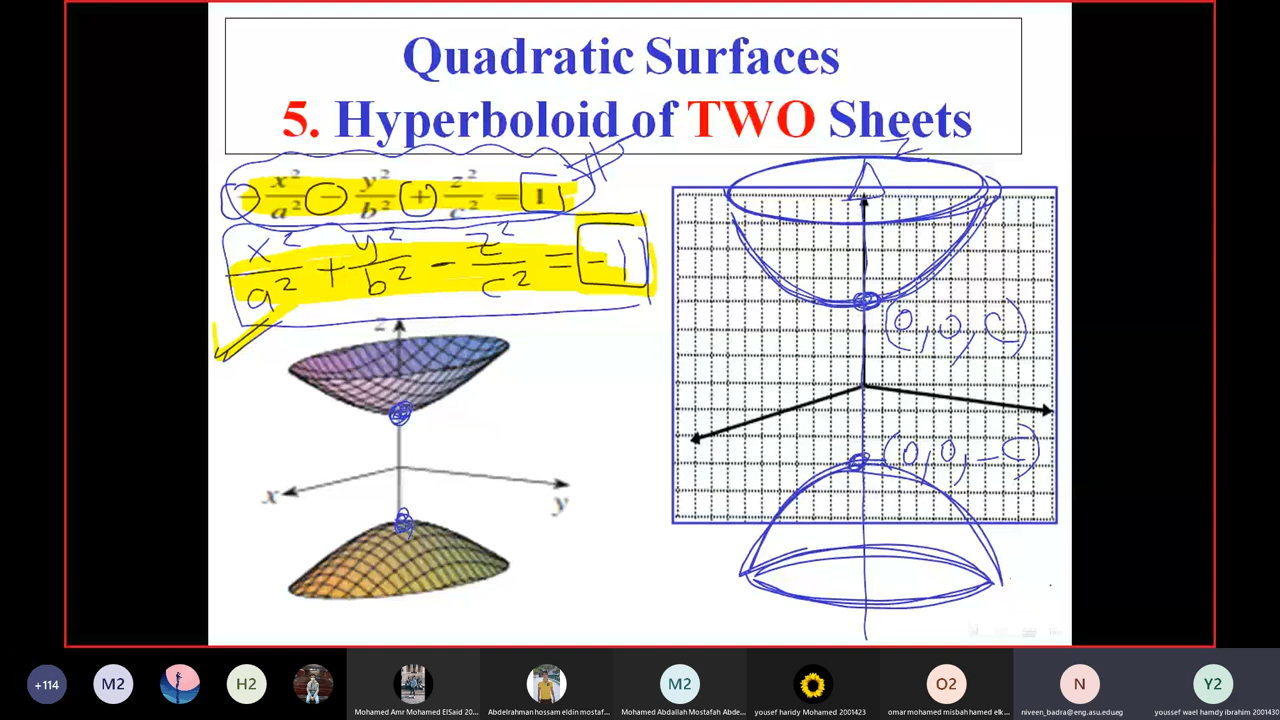 Quadratic Surfaces
5. Hyperboloid of TWO Sheets
− x²/a² − y²/b² + z²/c² = 1
x²/a² + y²/b² − z²/c² = −1
z
x
y
Z
(0, 0, C)
(0, 0, −C)
+114
M2
H2
Mohamed Amr Mohamed ElSaid 20...
Abdelrahman hossam eldin mostaf...
M2
Mohamed Abdallah Mostafah Abde...
yousef haridy Mohamed 2001423
O2
omar mohamed misbah hamed elk...
N
niveen_badra@eng.asu.edu.eg
Y2
youssef wael hamdy ibrahim 200143...